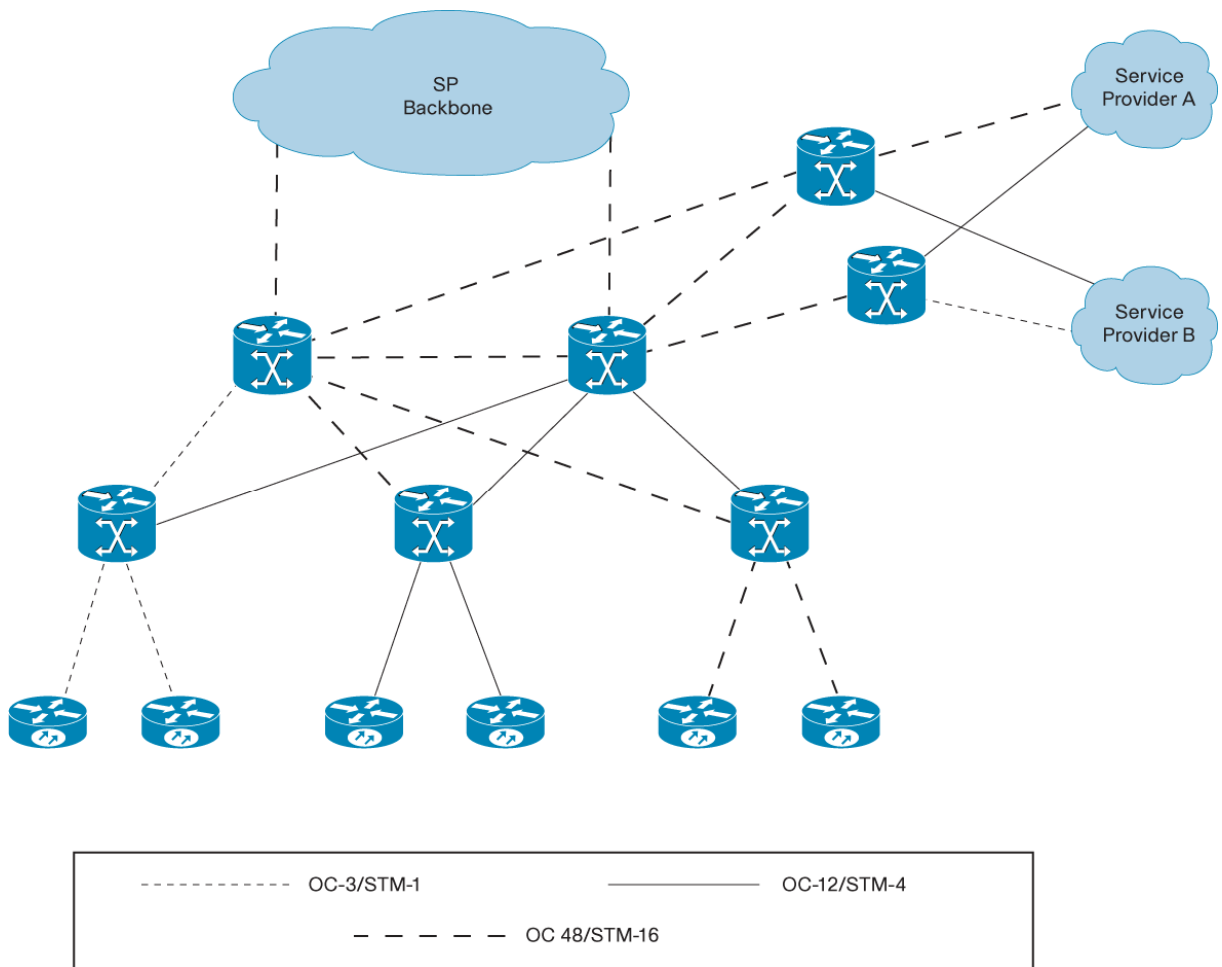 SP
Backbone
Service
Provider A
Service
Provider B
OC-3/STM-1
OC-12/STM-4
OC 48/STM-16